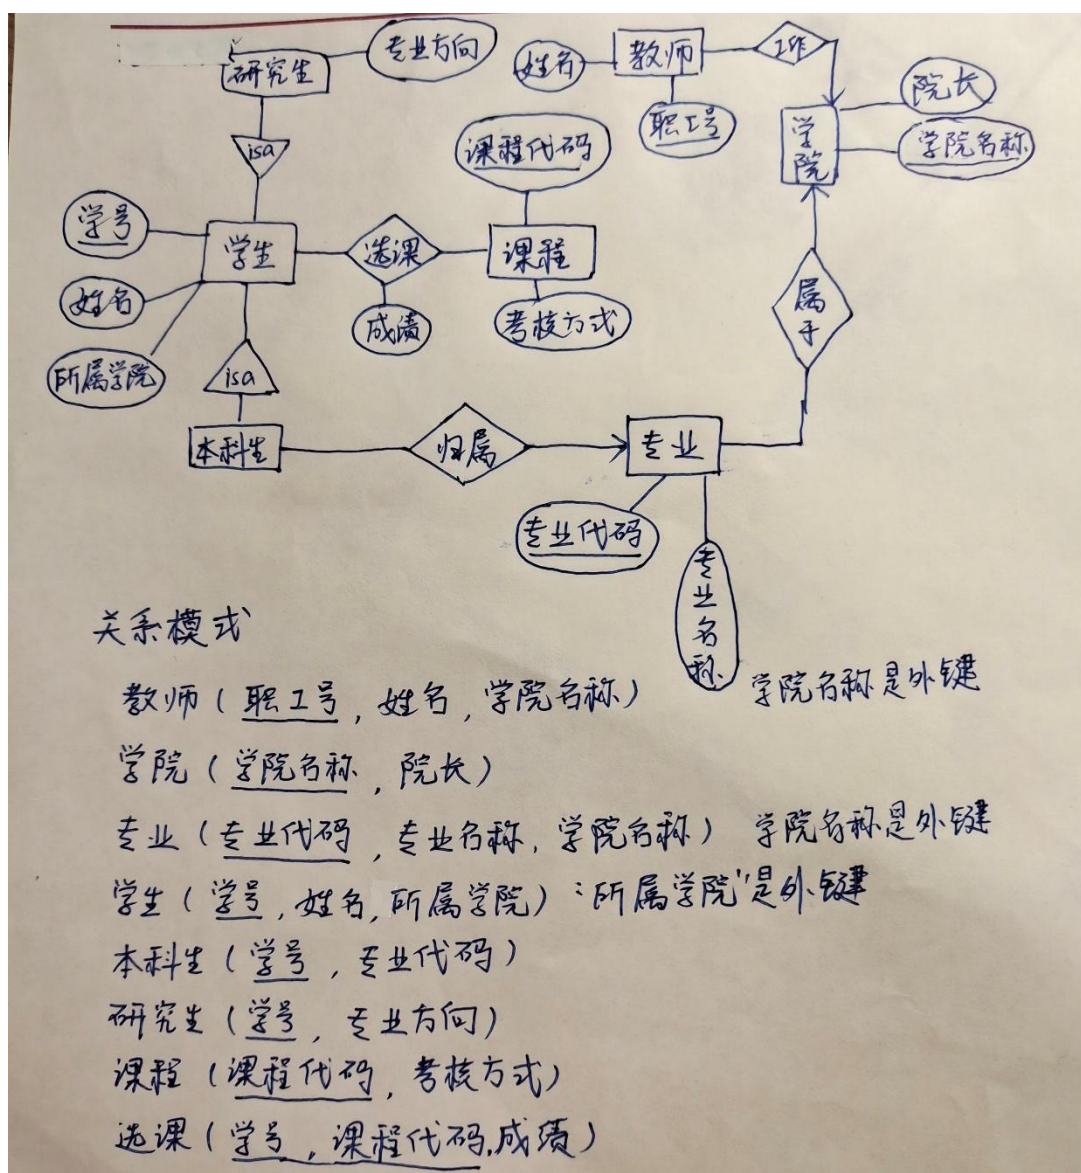 研究生
专业方向
姓名
教师
工作
职工号
院长
学院
学院名称
isa
课程代码
学号
学生
选课
课程
姓名
成绩
考核方式
所属学院
isa
属于
本科生
归属
专业
专业代码
专业名称
关系模式
教师（职工号，姓名，学院名称） 学院名称是外键
学院（学院名称，院长）
专业（专业代码，专业名称，学院名称） 学院名称是外键
学生（学号，姓名，所属学院）："所属学院"是外键
本科生（学号，专业代码）
研究生（学号，专业方向）
课程（课程代码，考核方式）
选课（学号，课程代码，成绩）